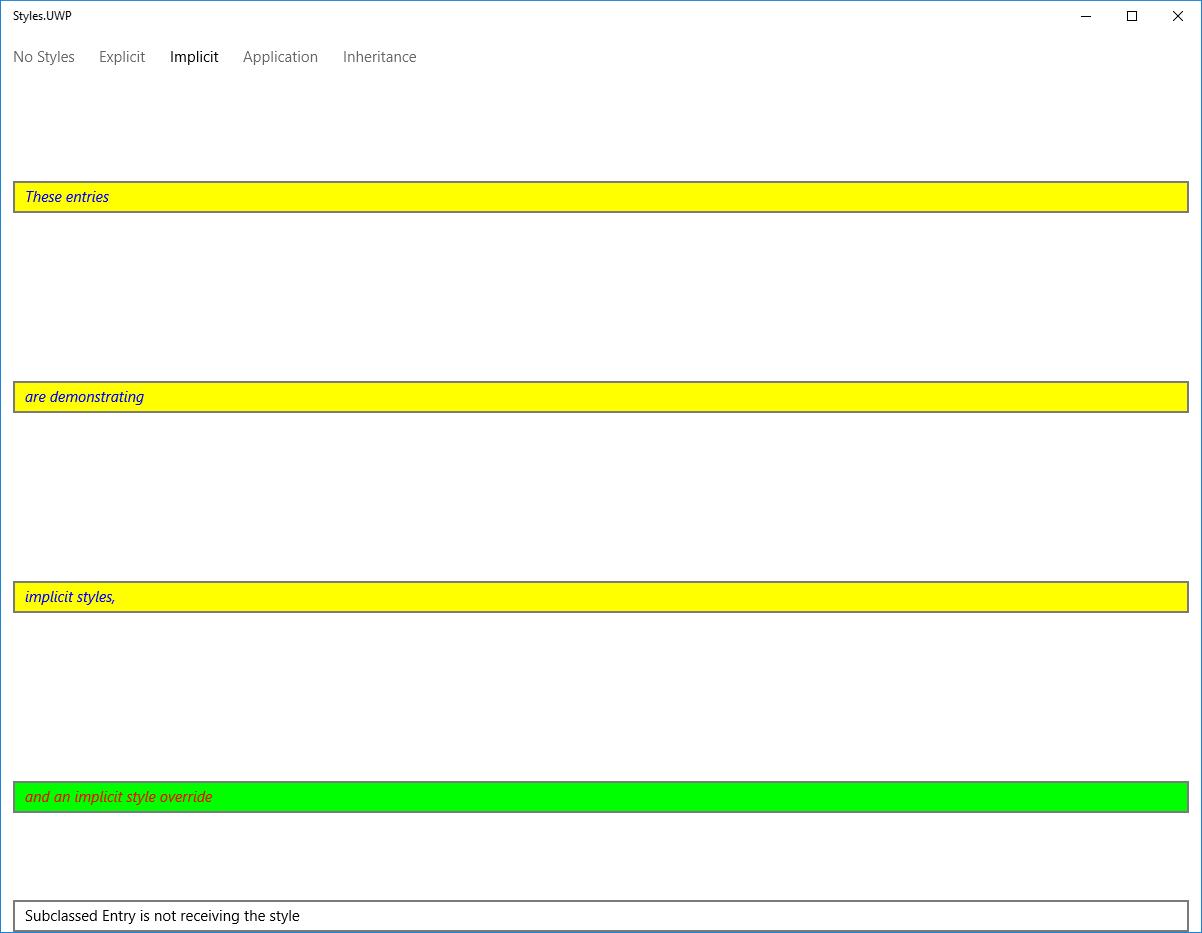 Styles.UWP
No Styles Explicit Implicit Application Inheritance
These entries
are demonstrating
implicit styles,
and an implicit style override
Subclassed Entry is not receiving the style